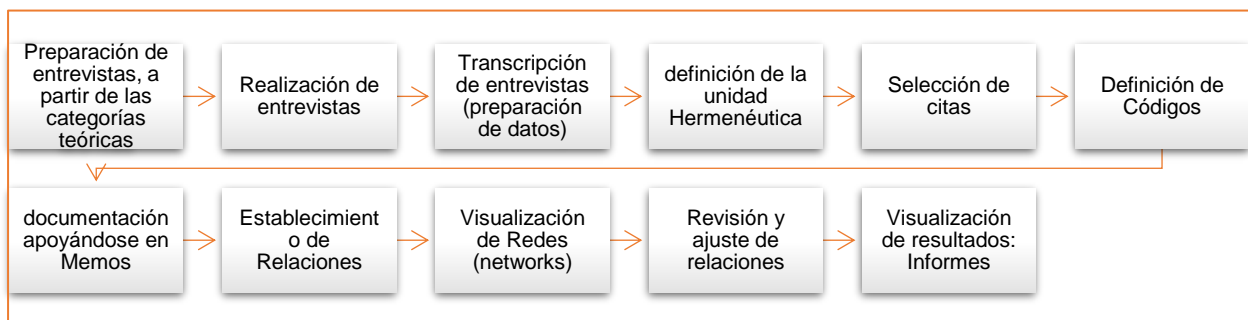 Preparación de
entrevistas, a
partir de las
categorías
teóricas
Realización de
entrevistas
Transcripción
de entrevistas
(preparación
de datos)
definición de la
unidad
Hermenéutica
Selección de
citas
Definición de
Códigos
documentación
apoyándose en
Memos
Establecimient
o de
Relaciones
Visualización
de Redes
(networks)
Revisión y
ajuste de
relaciones
Visualización
de resultados:
Informes